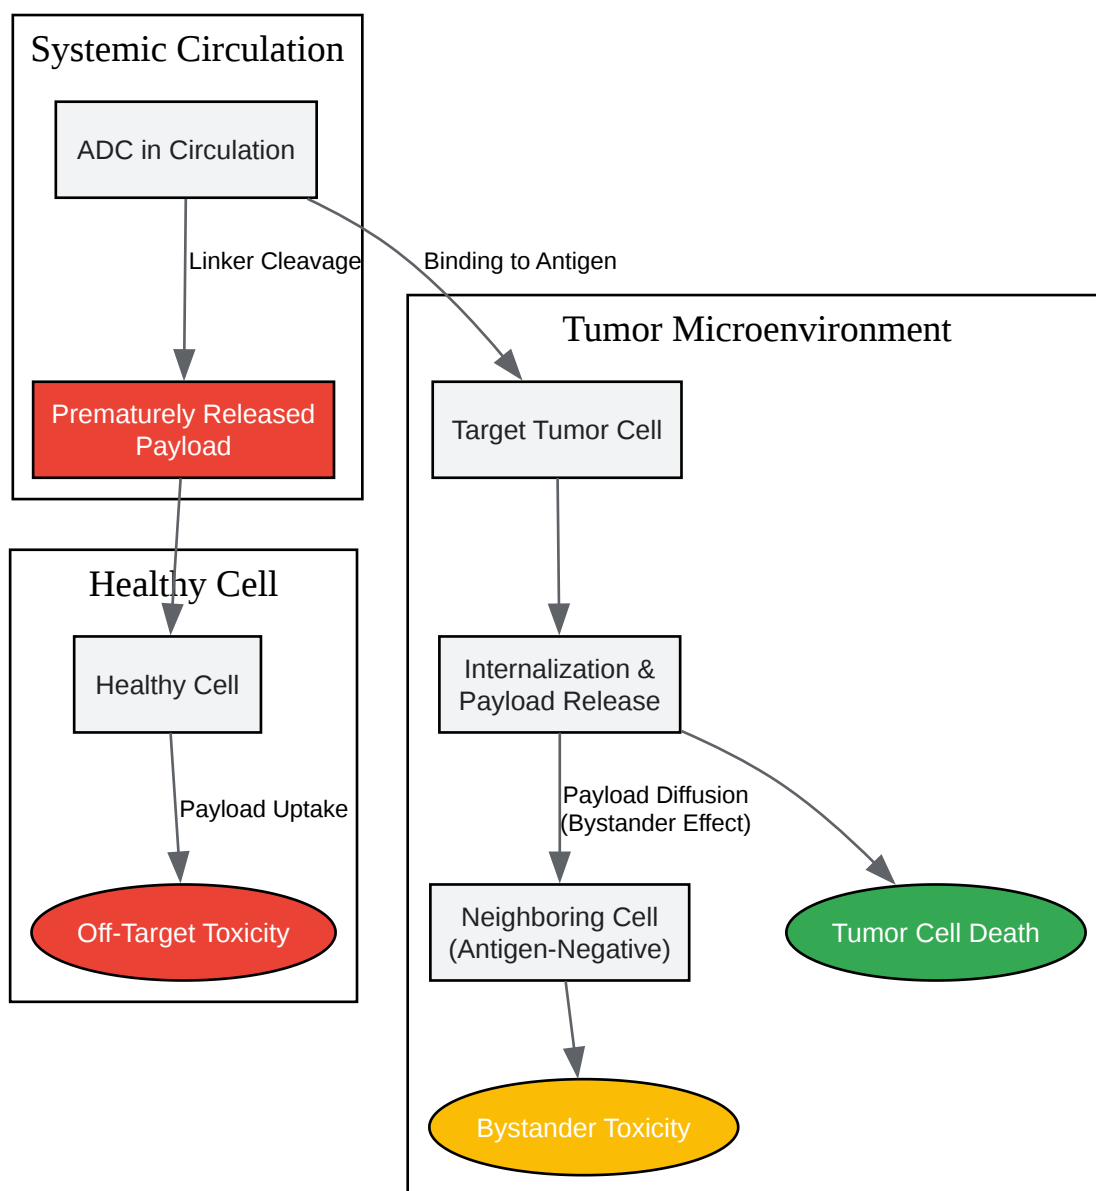 Systemic Circulation
ADC in Circulation
Linker Cleavage
Binding to Antigen
Prematurely Released
Payload
Tumor Microenvironment
Target Tumor Cell
Healthy Cell
Healthy Cell
Payload Uptake
Off-Target Toxicity
Internalization &
Payload Release
Payload Diffusion
(Bystander Effect)
Neighboring Cell
(Antigen-Negative)
Tumor Cell Death
Bystander Toxicity